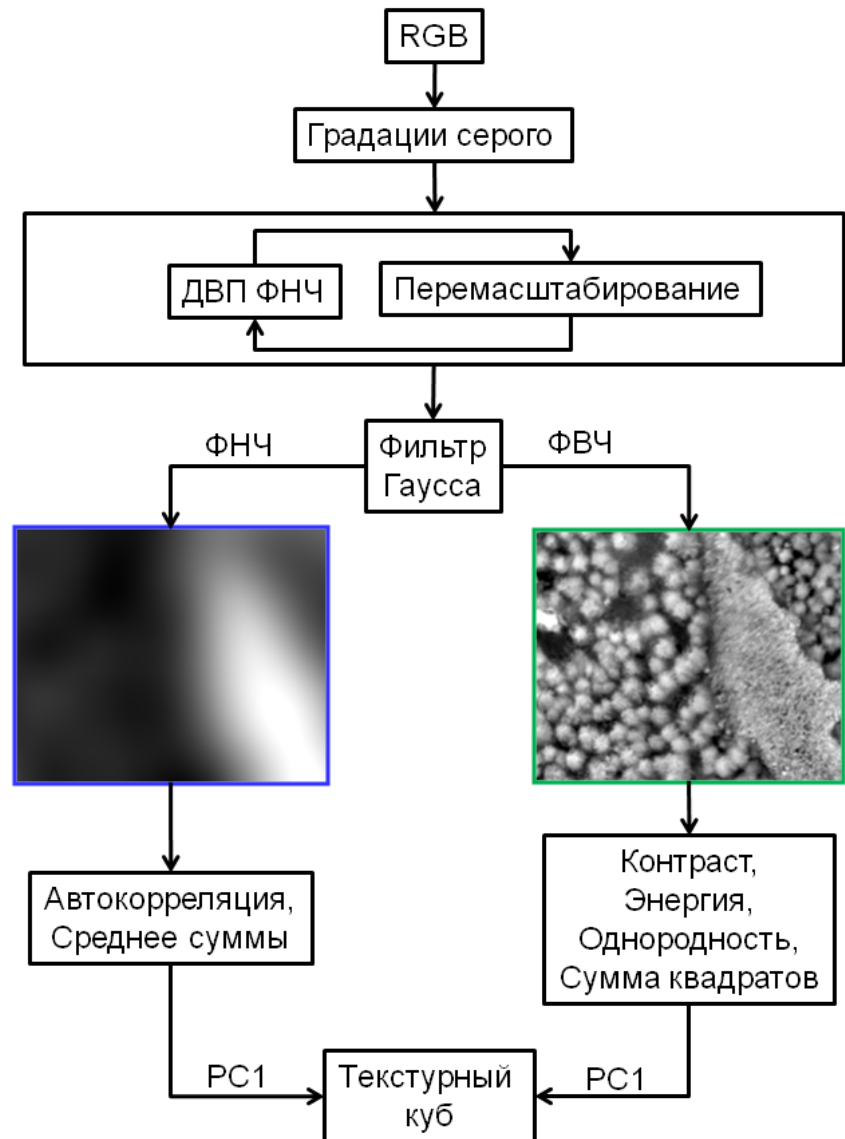 RGB
Градации серого
ДВП ФНЧ
Перемасштабирование
ФНЧ
Фильтр
Гаусса
ФВЧ
Автокорреляция,
Среднее суммы
Контраст,
Энергия,
Однородность,
Сумма квадратов
PC1
Текстурный
куб
PC1